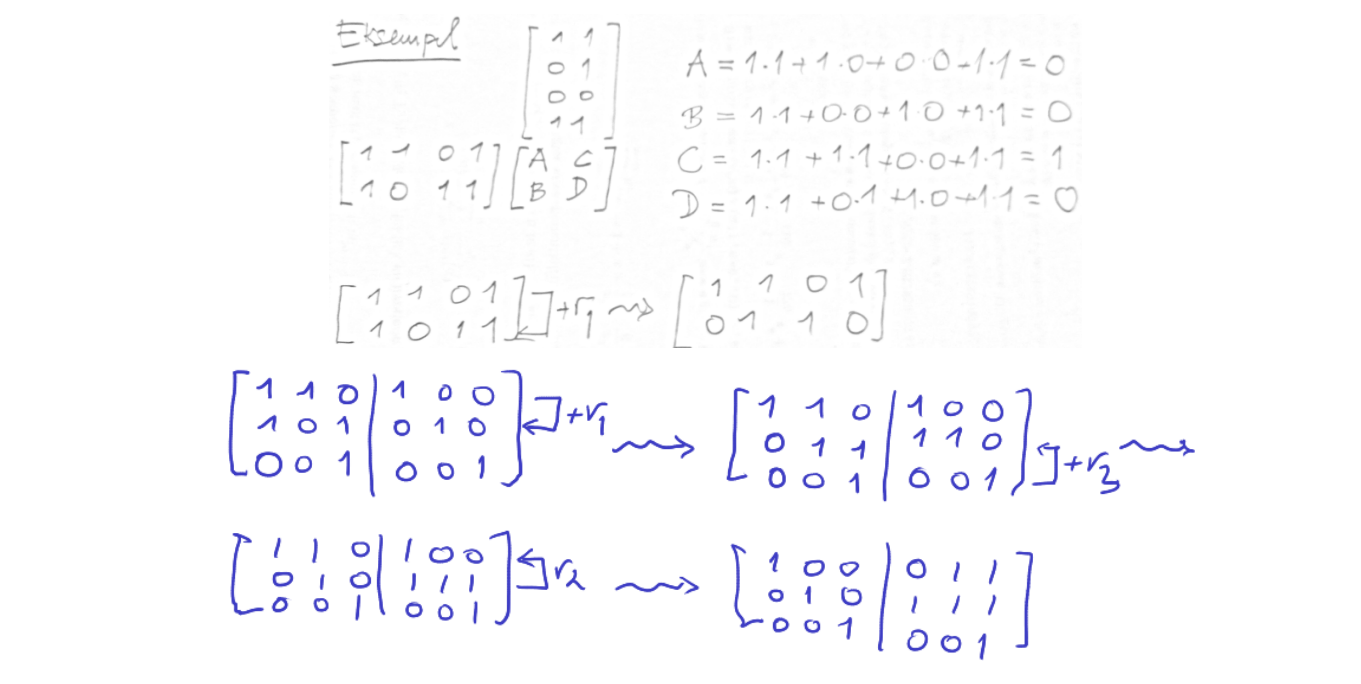 Eksempel
[1 1
0 1
0 0
1 1]
A = 1·1 + 1·0 + 0·0 + 1·1 = 0
B = 1·1 + 0·0 + 1·0 + 1·1 = 0
[1 1 0 1] [A C]
[1 0 1 1] [B D]
C = 1·1 + 1·1 + 0·0 + 1·1 = 1
D = 1·1 + 0·1 + 1·0 + 1·1 = 0
[1 1 0 1] +r₁ ⇝ [1 1 0 1]
[1 0 1 1] [0 1 1 0]
[1 1 0 | 1 0 0] +r₁ ⇝ [1 1 0 | 1 0 0]
[1 0 1 | 0 1 0] [0 1 1 | 1 1 0] +r₃ ⇝
[0 0 1 | 0 0 1] [0 0 1 | 0 0 1]
[1 1 0 | 1 0 0] r₂ ⇝ [1 0 0 | 0 1 1]
[0 1 0 | 1 1 1] [0 1 0 | 1 1 1]
[0 0 1 | 0 0 1] [0 0 1 | 0 0 1]